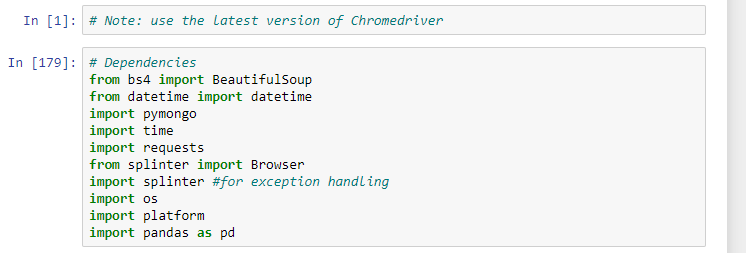 In [1]: # Note: use the latest version of Chromedriver
In [179]: # Dependencies
from bs4 import BeautifulSoup
from datetime import datetime
import pymongo
import time
import requests
from splinter import Browser
import splinter #for exception handling
import os
import platform
import pandas as pd